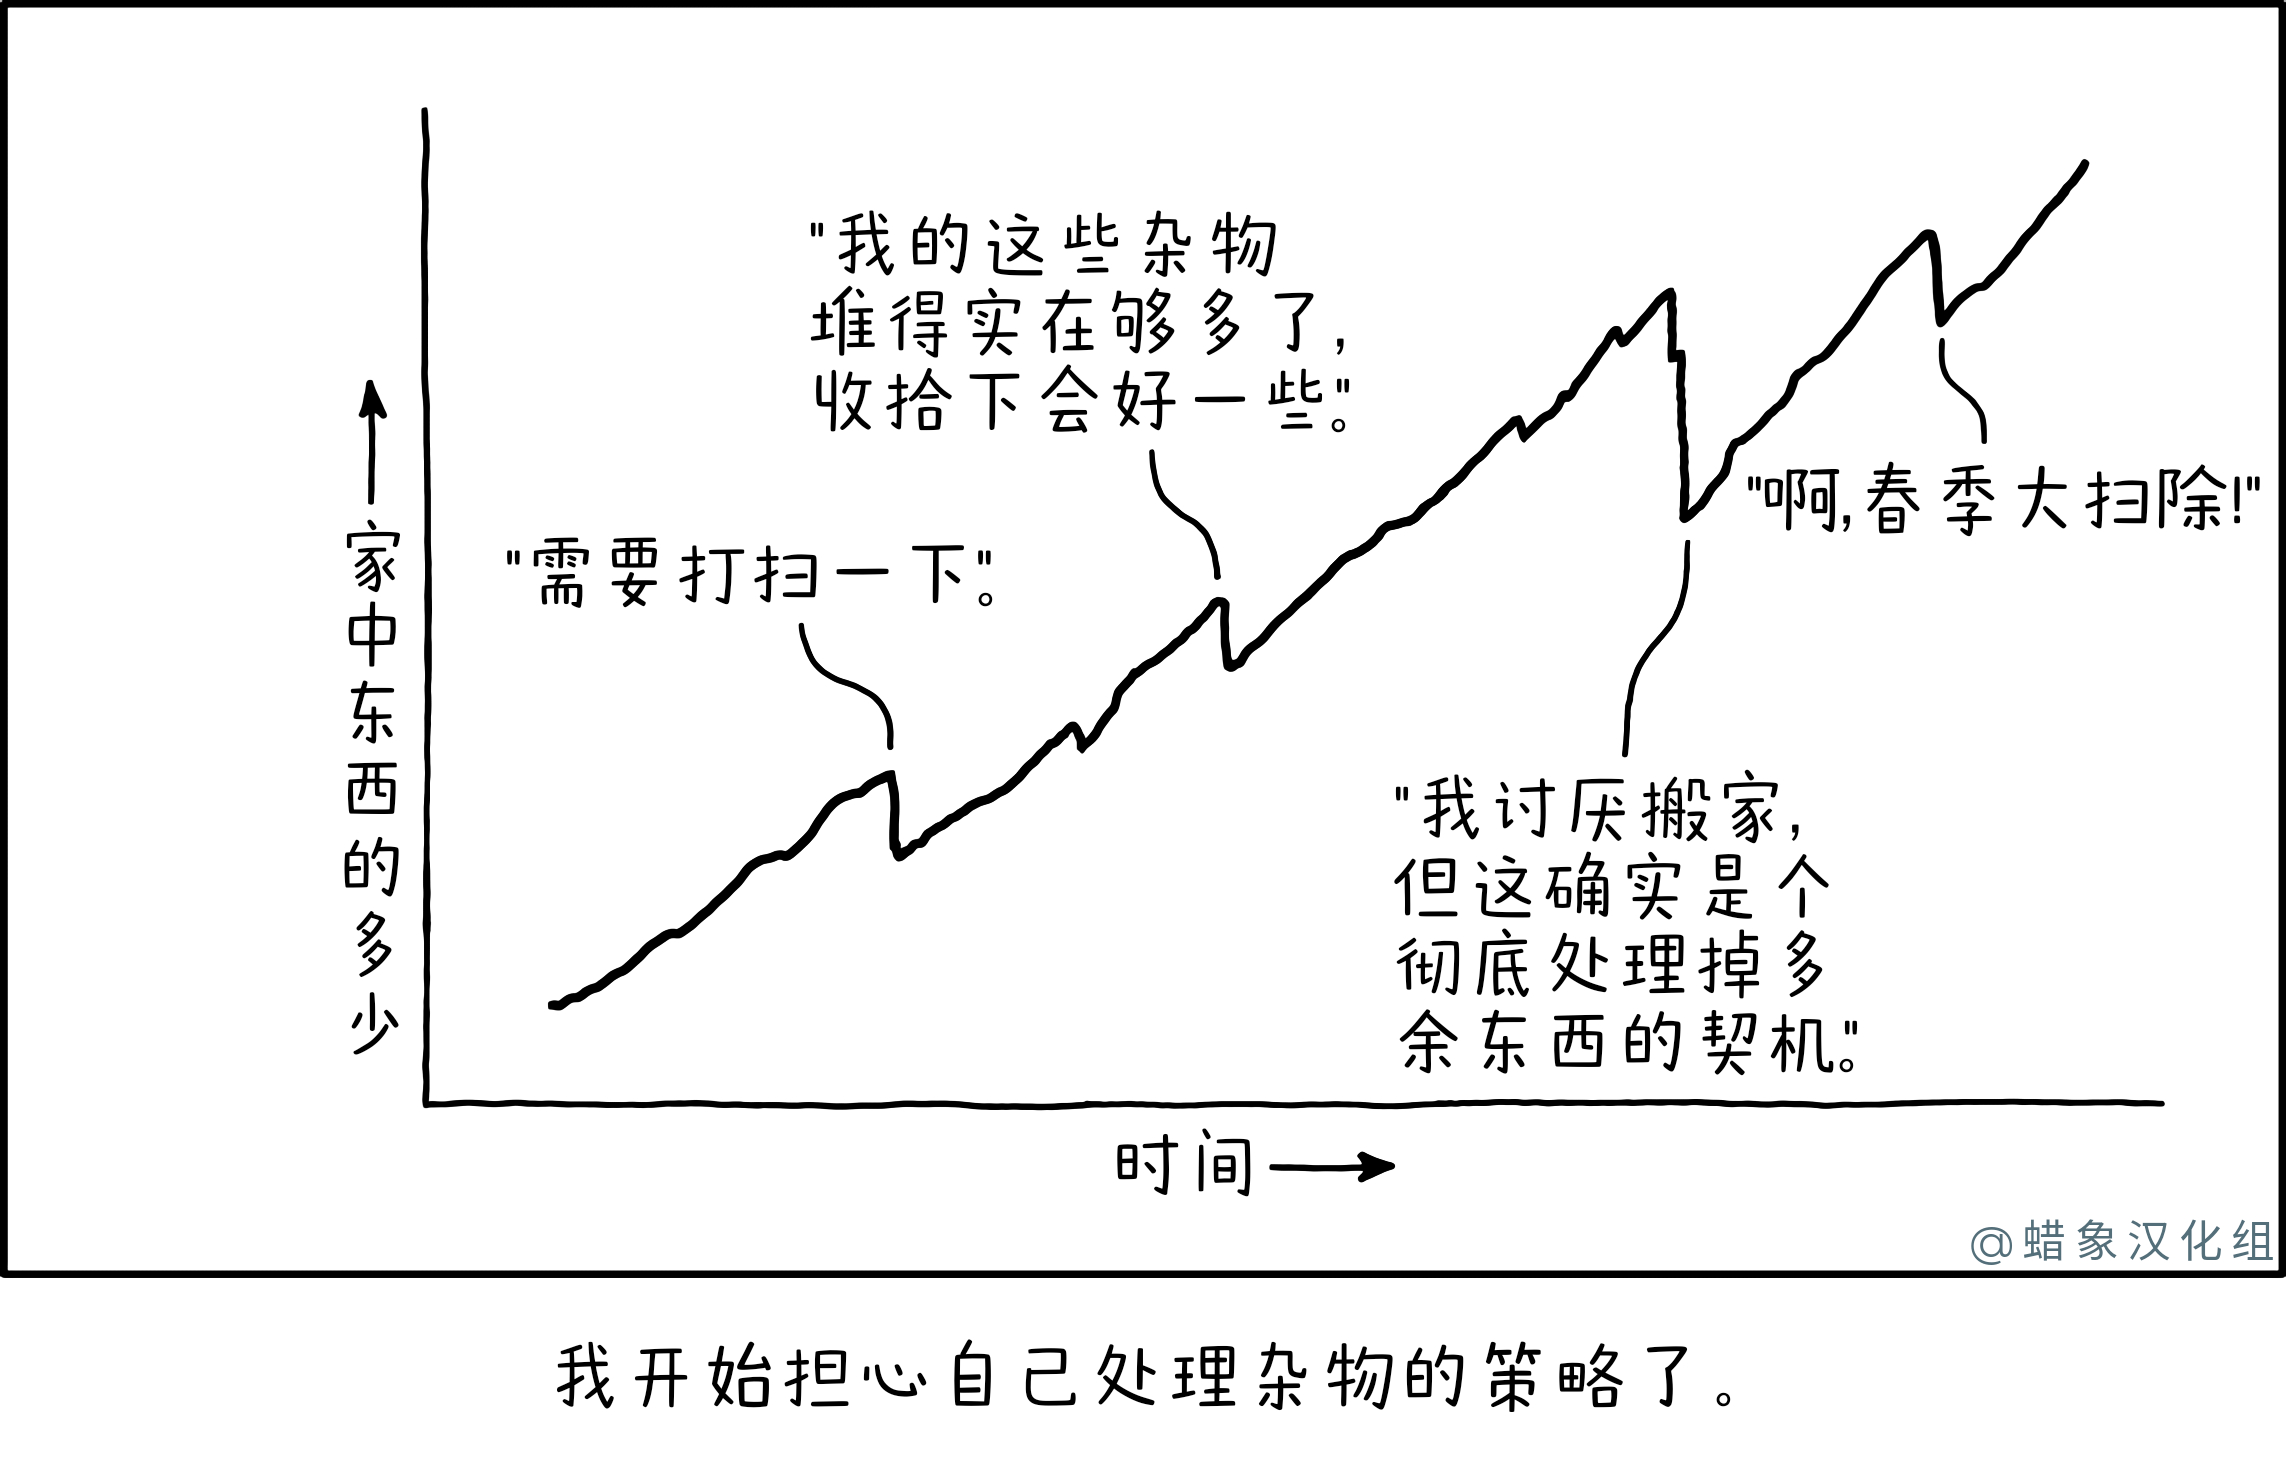 "我的这些杂物
堆得实在够多了,
收拾下会好一些"。
"需要打扫一下"。
"啊,春季大扫除!"
"我讨厌搬家,
但这确实是个
彻底处理掉多
余东西的契机"。
家中东西的多少
时间
@蜡象汉化组
我开始担心自己处理杂物的策略了。